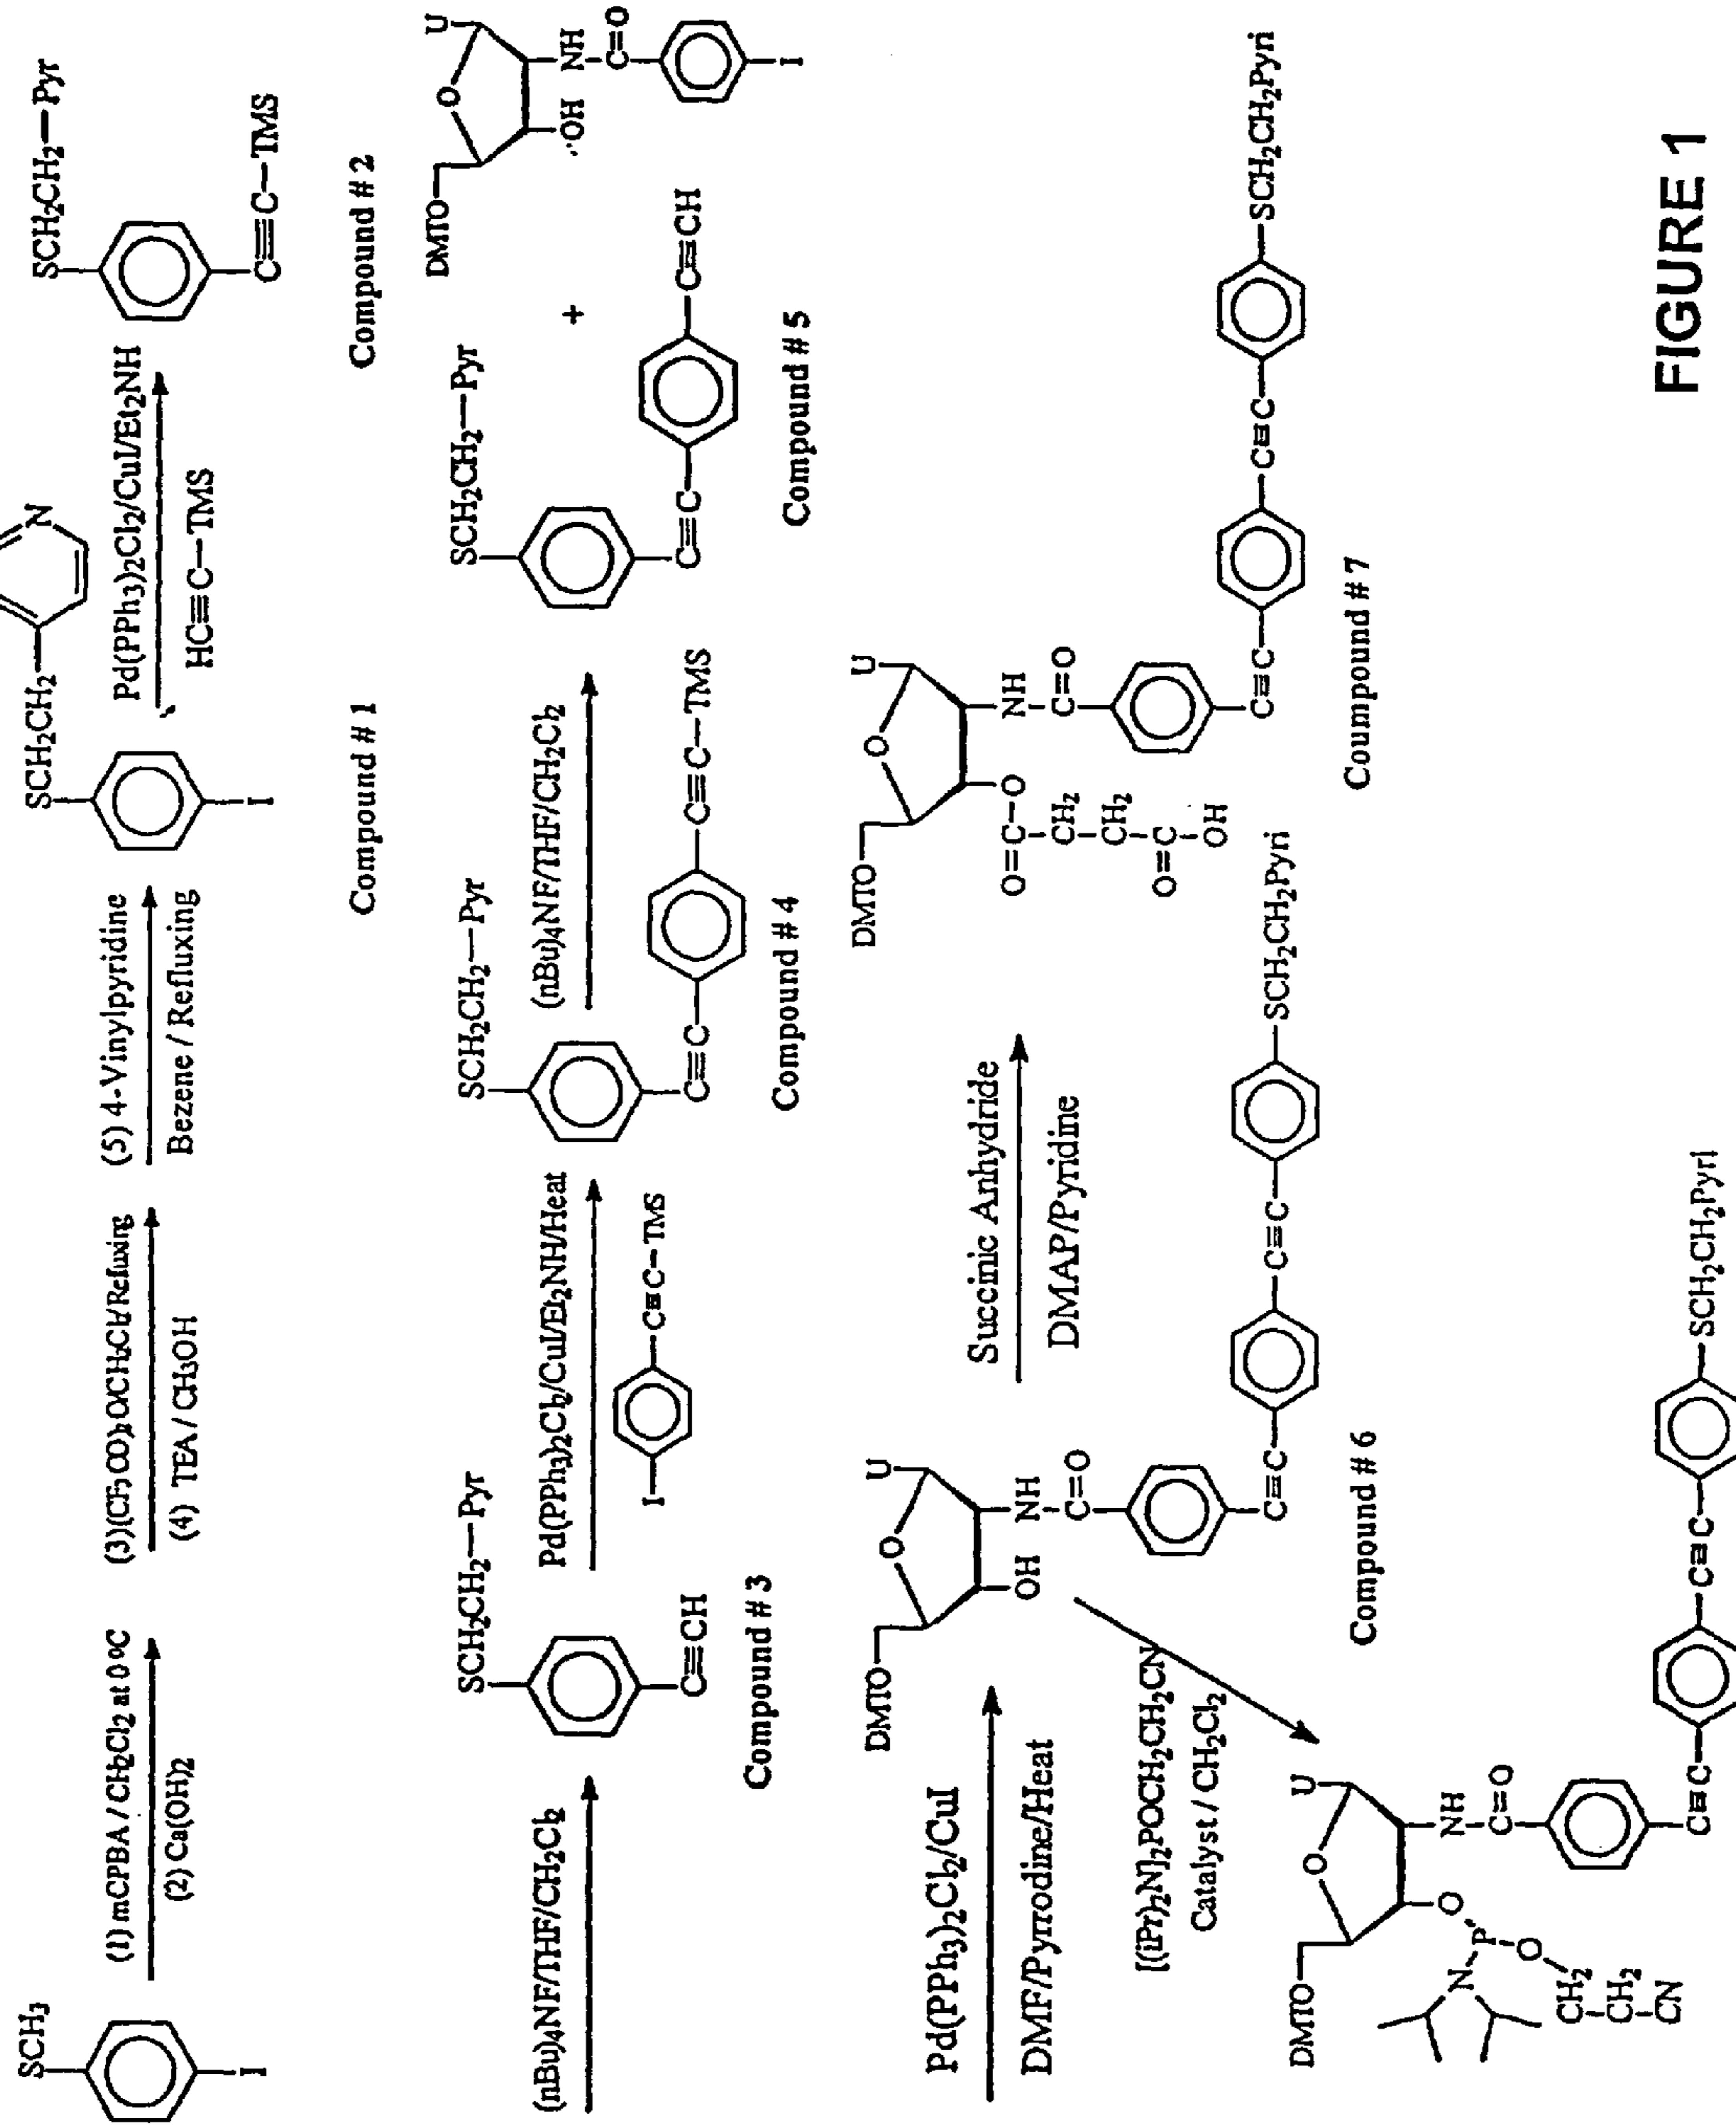 SCH3
I
(1) mCPBA / CH2Cl2 at 0ºC
(2) Ca(OH)2
(3)(CF3CO)2O/CH2Cl2/Refluxing
(4) TEA / CH3OH
(5) 4-Vinylpyridine
Bezene / Refluxing
SCH2CH2
N
I
Compound # 1
Pd(PPh3)2Cl2/CuI/Et2NH
HC≡C—TMS
SCH2CH2—Pyr
C≡C—TMS
Compound # 2
(nBu)4NF/THF/CH2Cl2
SCH2CH2—Pyr
C≡CH
Compound # 3
Pd(PPh3)2Cl2/CuI/Et2NH/Heat
I
C≡C—TMS
SCH2CH2—Pyr
C≡C
C≡C—TMS
Compound # 4
(nBu)4NF/THF/CH2Cl2
SCH2CH2—Pyr
C≡C
C≡CH
Compound # 5
+
DMTO
O
U
OH
NH
C=O
I
Pd(PPh3)2Cl2/CuI
DMF/Pyrrodine/Heat
DMTO
O
U
OH
NH
C=O
C≡C
C≡C
SCH2CH2Pyri
Compound # 6
Succinic Anhydride
DMAP/Pyridine
DMTO
O
U
O
NH
O=C
C=O
CH2
CH2
O=C
OH
C≡C
C≡C
SCH2CH2Pyri
Coumpound # 7
[(iPr)2N]2POCH2CH2CN
Catalyst / CH2Cl2
DMTO
O
U
O
NH
C=O
N
P
O
CH2
CH2
CN
C≡C
C≡C
SCH2CH2Pyri
FIGURE 1